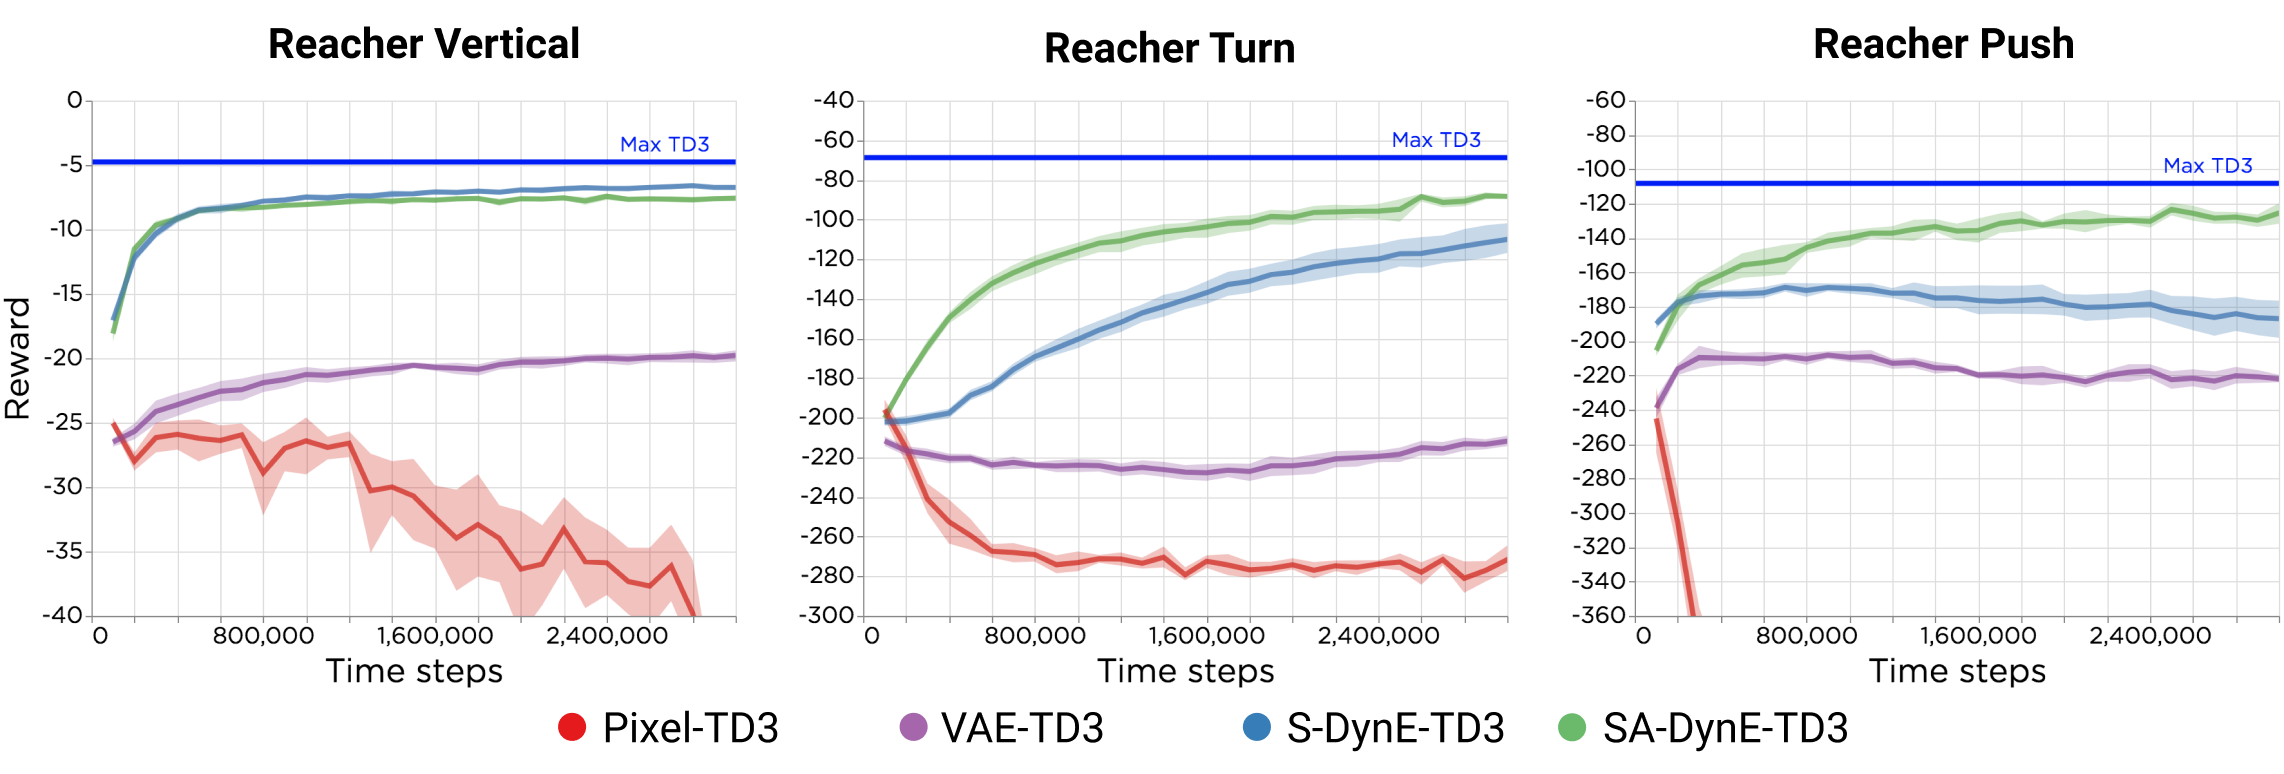 Reacher Vertical
Reacher Turn
Reacher Push
Reward
0
-5
-10
-15
-20
-25
-30
-35
-40
Max TD3
0 800,000 1,600,000 2,400,000
Time steps
-40
-60
-80
-100
-120
-140
-160
-180
-200
-220
-240
-260
-280
-300
Max TD3
0 800,000 1,600,000 2,400,000
Time steps
-60
-80
-100
-120
-140
-160
-180
-200
-220
-240
-260
-280
-300
-320
-340
-360
Max TD3
0 800,000 1,600,000 2,400,000
Time steps
Pixel-TD3 VAE-TD3 S-DynE-TD3 SA-DynE-TD3